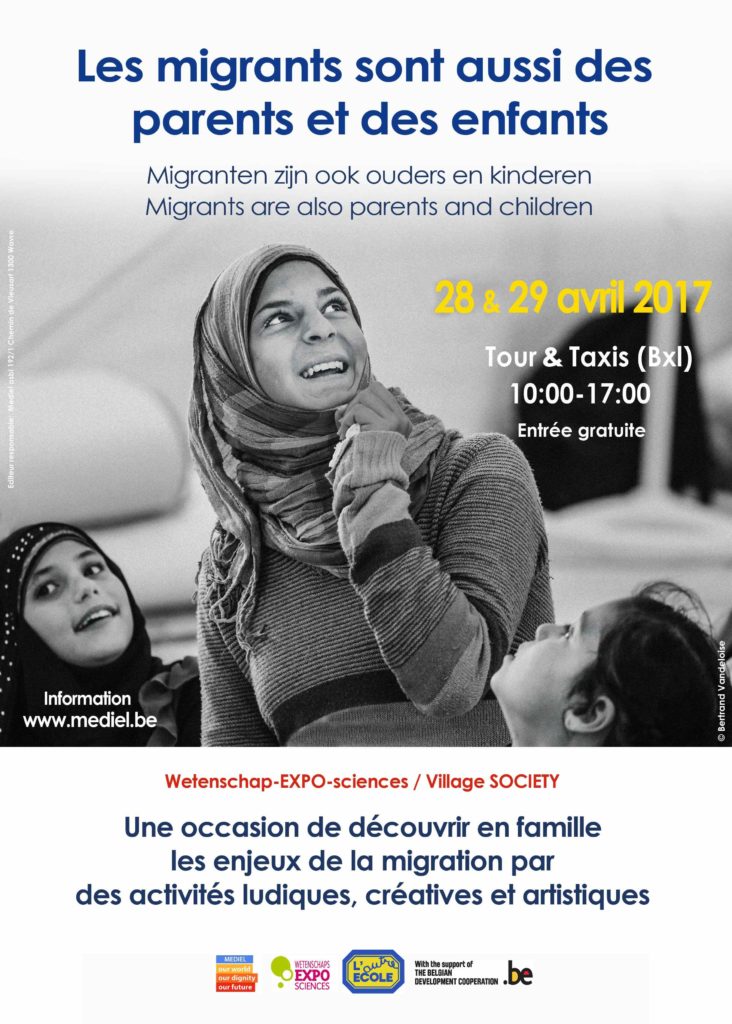 Les migrants sont aussi des
parents et des enfants
Migranten zijn ook ouders en kinderen
Migrants are also parents and children
Editeur responsable: Mediel asbl 192/1 Chemin de Vieusart 1300 Wavre
28 & 29 avril 2017
Tour & Taxis (Bxl)
10:00-17:00
Entrée gratuite
Information
www.mediel.be
© Bertrand Vandeloise
Wetenschap-EXPO-sciences / Village SOCIETY
Une occasion de découvrir en famille
les enjeux de la migration par
des activités ludiques, créatives et artistiques
MEDIEL
our world
our dignity
our future
WETENSCHAPS
EXPO
SCIENCES
L'autre
ECOLE
With the support of
THE BELGIAN
DEVELOPMENT COOPERATION
.be